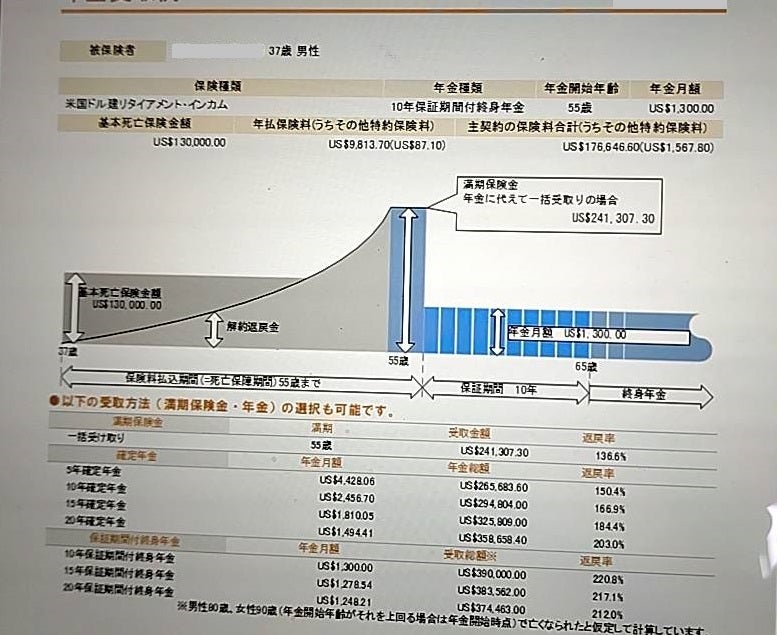 被保険者 37歳 男性
保険種類 年金種類 年金開始年齢 年金月額
米国ドル建リタイアメント・インカム 10年保証期間付終身年金 55歳 US$1,300.00
基本死亡保険金額 年払保険料(うちその他特約保険料) 主契約の保険料合計(うちその他特約保険料)
US$130,000.00 US$9,813.70(US$87.10) US$176,646.60(US$1,567.80)
満期保険金
年金に代えて一括受取りの場合
US$241,307.30
基本死亡保険金額
US$130,000.00
解約返戻金
年金月額 US$1,300.00
37歳 55歳 65歳
保険料払込期間(=死亡保障期間)55歳まで 保証期間 10年 終身年金
●以下の受取方法(満期保険金・年金)の選択も可能です。
満期保険金 満期 受取金額 返戻率
一括受け取り 55歳 US$241,307.30 136.6%
確定年金 年金月額 年金総額 返戻率
5年確定年金 US$4,428.06 US$265,683.60 150.4%
10年確定年金 US$2,456.70 US$294,804.00 166.9%
15年確定年金 US$1,810.05 US$325,809.00 184.4%
20年確定年金 US$1,494.41 US$358,658.40 203.0%
保証期間付終身年金 年金月額 受取総額※ 返戻率
10年保証期間付終身年金 US$1,300.00 US$390,000.00 220.8%
15年保証期間付終身年金 US$1,278.54 US$383,562.00 217.1%
20年保証期間付終身年金 US$1,248.21 US$374,463.00 212.0%
※男性80歳、女性90歳(年金開始年齢がそれを上回る場合は年金開始時点)で亡くなられたと仮定して計算しています